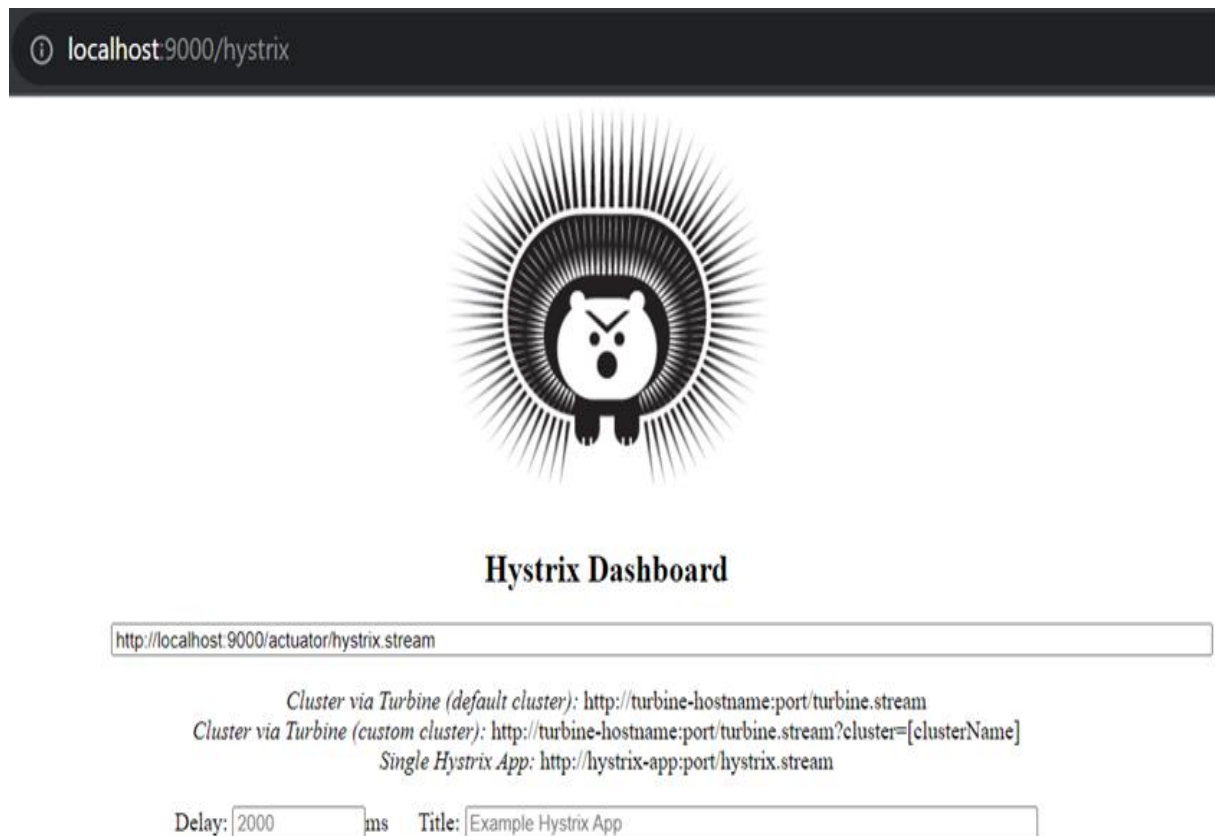 localhost:9000/hystrix
Hystrix Dashboard
http://localhost:9000/actuator/hystrix.stream
Cluster via Turbine (default cluster): http://turbine-hostname:port/turbine.stream
Cluster via Turbine (custom cluster): http://turbine-hostname:port/turbine.stream?cluster=[clusterName]
Single Hystrix App: http://hystrix-app:port/hystrix.stream
Delay: 2000 ms Title: Example Hystrix App